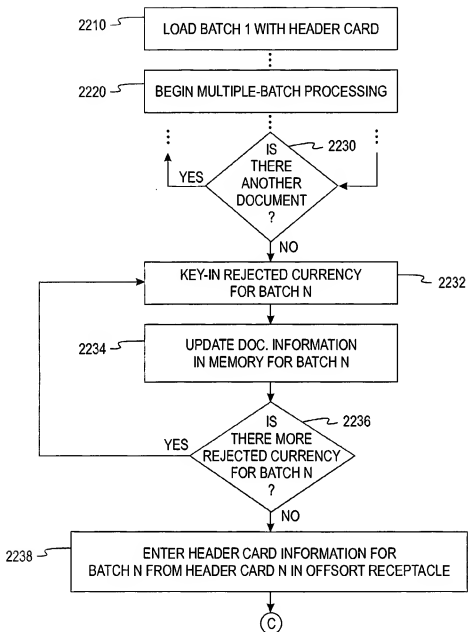 2210
LOAD BATCH 1 WITH HEADER CARD
2220
BEGIN MULTIPLE-BATCH PROCESSING
2230
IS
THERE
ANOTHER
DOCUMENT
?
YES
NO
KEY-IN REJECTED CURRENCY
FOR BATCH N
2232
2234
UPDATE DOC. INFORMATION
IN MEMORY FOR BATCH N
2236
IS
THERE MORE
REJECTED CURRENCY
FOR BATCH N
?
YES
NO
2238
ENTER HEADER CARD INFORMATION FOR
BATCH N FROM HEADER CARD N IN OFFSORT RECEPTACLE
C